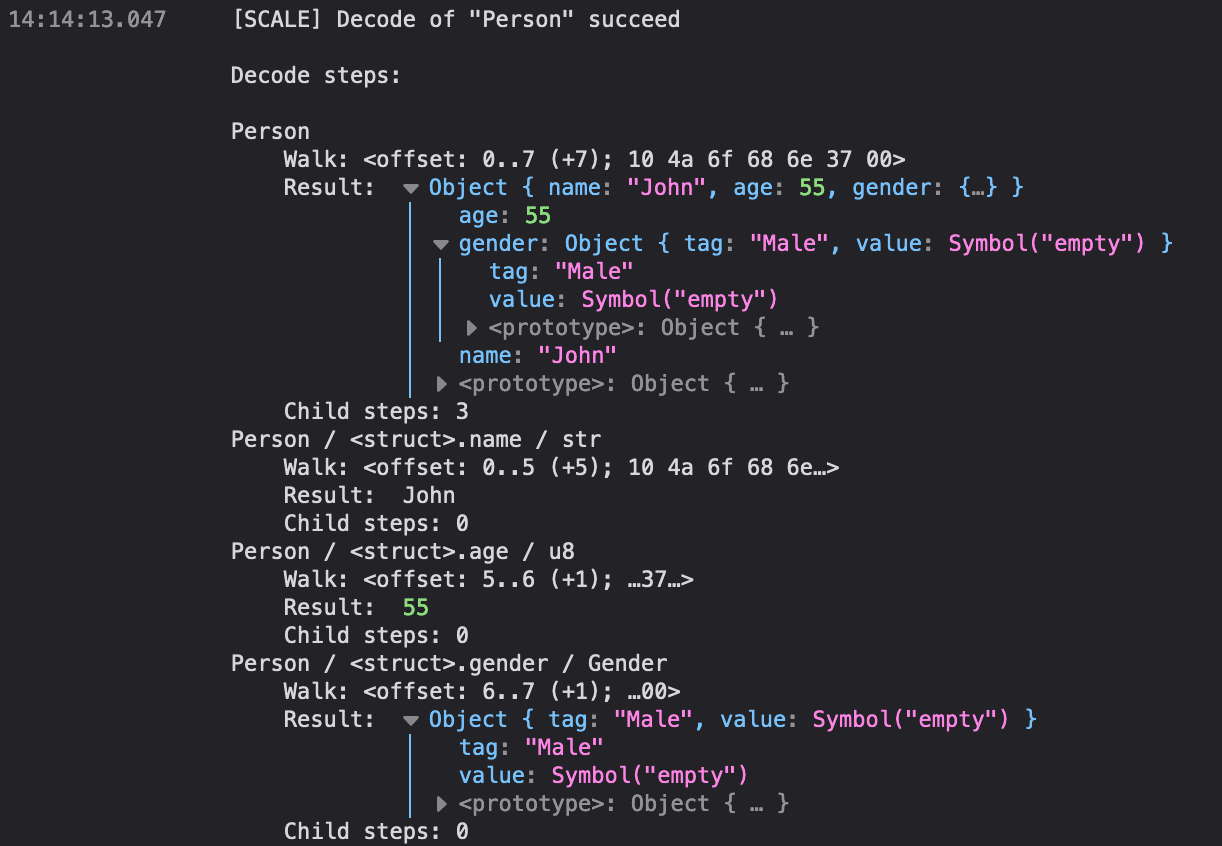 14:14:13.047 [SCALE] Decode of "Person" succeed
Decode steps:
Person
Walk: <offset: 0..7 (+7); 10 4a 6f 68 6e 37 00>
Result: Object { name: "John", age: 55, gender: {…} }
age: 55
gender: Object { tag: "Male", value: Symbol("empty") }
tag: "Male"
value: Symbol("empty")
<prototype>: Object { … }
name: "John"
<prototype>: Object { … }
Child steps: 3
Person / <struct>.name / str
Walk: <offset: 0..5 (+5); 10 4a 6f 68 6e…>
Result: John
Child steps: 0
Person / <struct>.age / u8
Walk: <offset: 5..6 (+1); …37…>
Result: 55
Child steps: 0
Person / <struct>.gender / Gender
Walk: <offset: 6..7 (+1); …00>
Result: Object { tag: "Male", value: Symbol("empty") }
tag: "Male"
value: Symbol("empty")
<prototype>: Object { … }
Child steps: 0